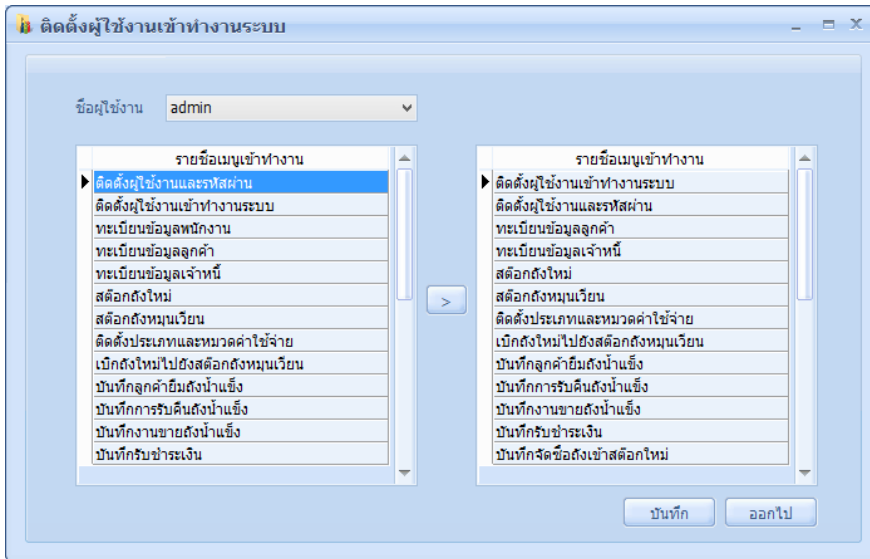 ติดตั้งผู้ใช้งานเข้าทำงานระบบ
ชื่อผู้ใช้งาน admin
รายชื่อเมนูเข้าทำงาน
ติดตั้งผู้ใช้งานและรหัสผ่าน
ติดตั้งผู้ใช้งานเข้าทำงานระบบ
ทะเบียนข้อมูลพนักงาน
ทะเบียนข้อมูลลูกค้า
ทะเบียนข้อมูลเจ้าหนี้
สต๊อกถังใหม่
สต๊อกถังหมุนเวียน
ติดตั้งประเภทและหมวดค่าใช้จ่าย
เบิกถังใหม่ไปยังสต๊อกถังหมุนเวียน
บันทึกลูกค้ายืมถังน้ำแข็ง
บันทึกการรับคืนถังน้ำแข็ง
บันทึกงานขายถังน้ำแข็ง
บันทึกรับชำระเงิน
>
รายชื่อเมนูเข้าทำงาน
ติดตั้งผู้ใช้งานเข้าทำงานระบบ
ติดตั้งผู้ใช้งานและรหัสผ่าน
ทะเบียนข้อมูลลูกค้า
ทะเบียนข้อมูลเจ้าหนี้
สต๊อกถังใหม่
สต๊อกถังหมุนเวียน
ติดตั้งประเภทและหมวดค่าใช้จ่าย
เบิกถังใหม่ไปยังสต๊อกถังหมุนเวียน
บันทึกลูกค้ายืมถังน้ำแข็ง
บันทึกการรับคืนถังน้ำแข็ง
บันทึกงานขายถังน้ำแข็ง
บันทึกรับชำระเงิน
บันทึกจัดซื้อถังเข้าสต๊อกใหม่
บันทึก ออกไป